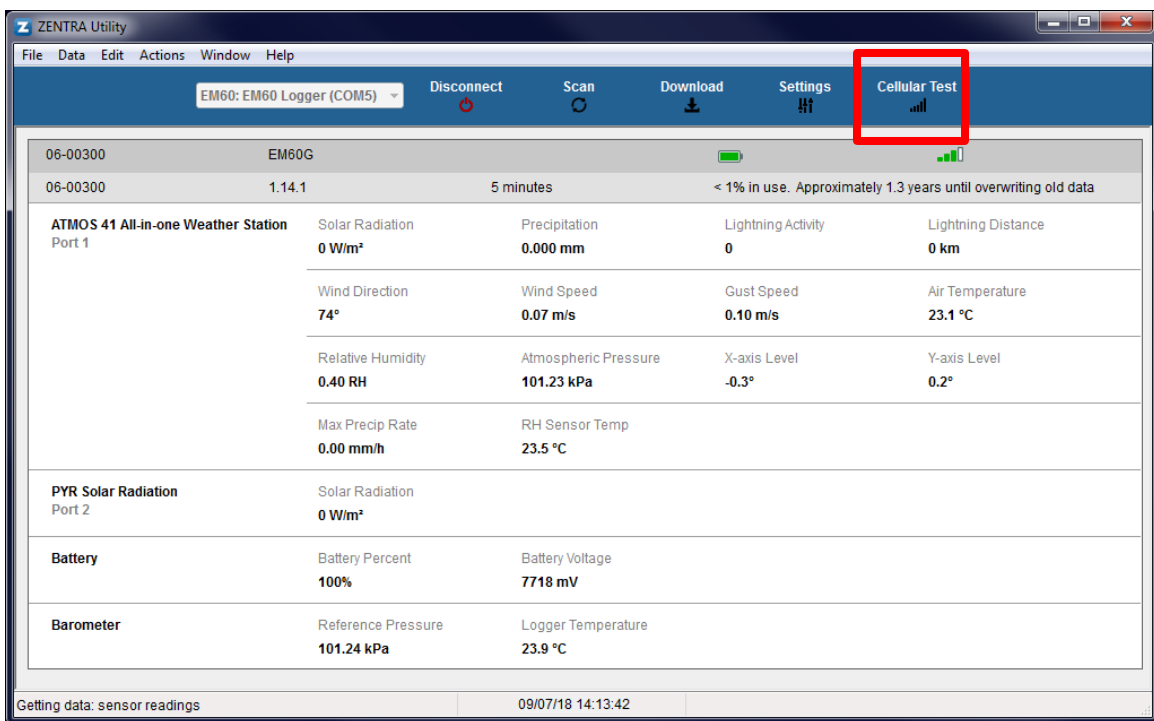 ZENTRA Utility
File Data Edit Actions Window Help
EM60: EM60 Logger (COM5) Disconnect Scan Download Settings Cellular Test
06-00300 EM60G
06-00300 1.14.1 5 minutes < 1% in use. Approximately 1.3 years until overwriting old data
ATMOS 41 All-in-one Weather Station Solar Radiation Precipitation Lightning Activity Lightning Distance
Port 1 0 W/m² 0.000 mm 0 0 km
Wind Direction Wind Speed Gust Speed Air Temperature
74° 0.07 m/s 0.10 m/s 23.1 °C
Relative Humidity Atmospheric Pressure X-axis Level Y-axis Level
0.40 RH 101.23 kPa -0.3° 0.2°
Max Precip Rate RH Sensor Temp
0.00 mm/h 23.5 °C
PYR Solar Radiation Solar Radiation
Port 2 0 W/m²
Battery Battery Percent Battery Voltage
100% 7718 mV
Barometer Reference Pressure Logger Temperature
101.24 kPa 23.9 °C
Getting data: sensor readings 09/07/18 14:13:42